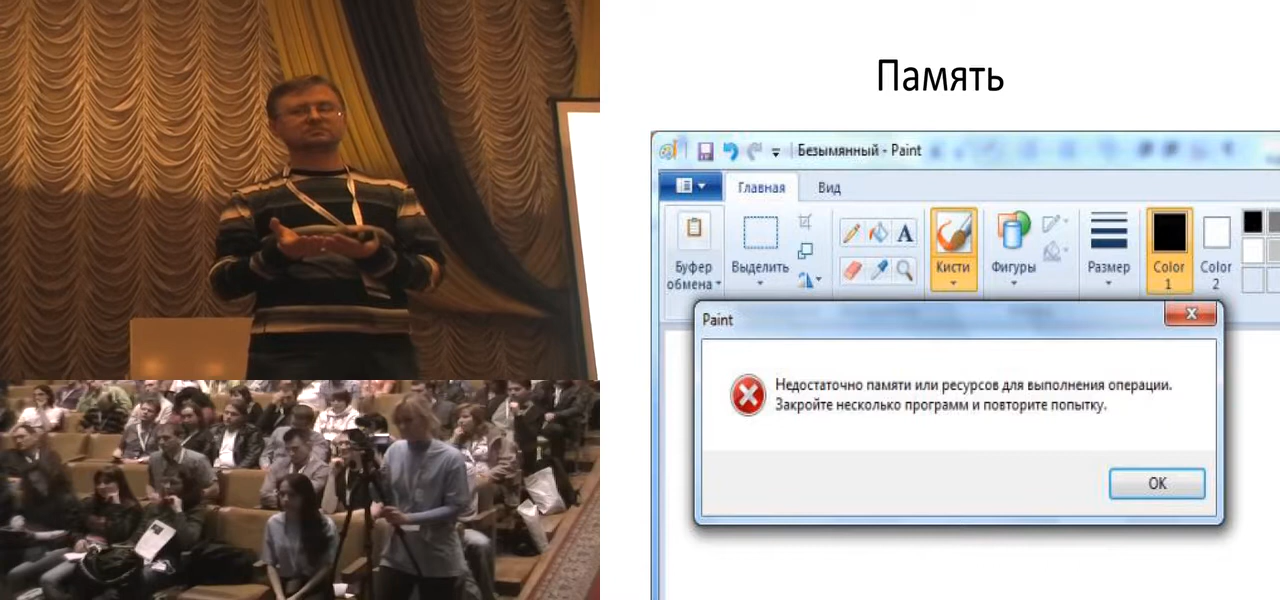 Память
Безымянный - Paint
Главная Вид
Буфер обмена
Выделить
A
Кисти
Фигуры
Размер
Color 1
Color 2
Paint
Недостаточно памяти или ресурсов для выполнения операции.
Закройте несколько программ и повторите попытку.
OK